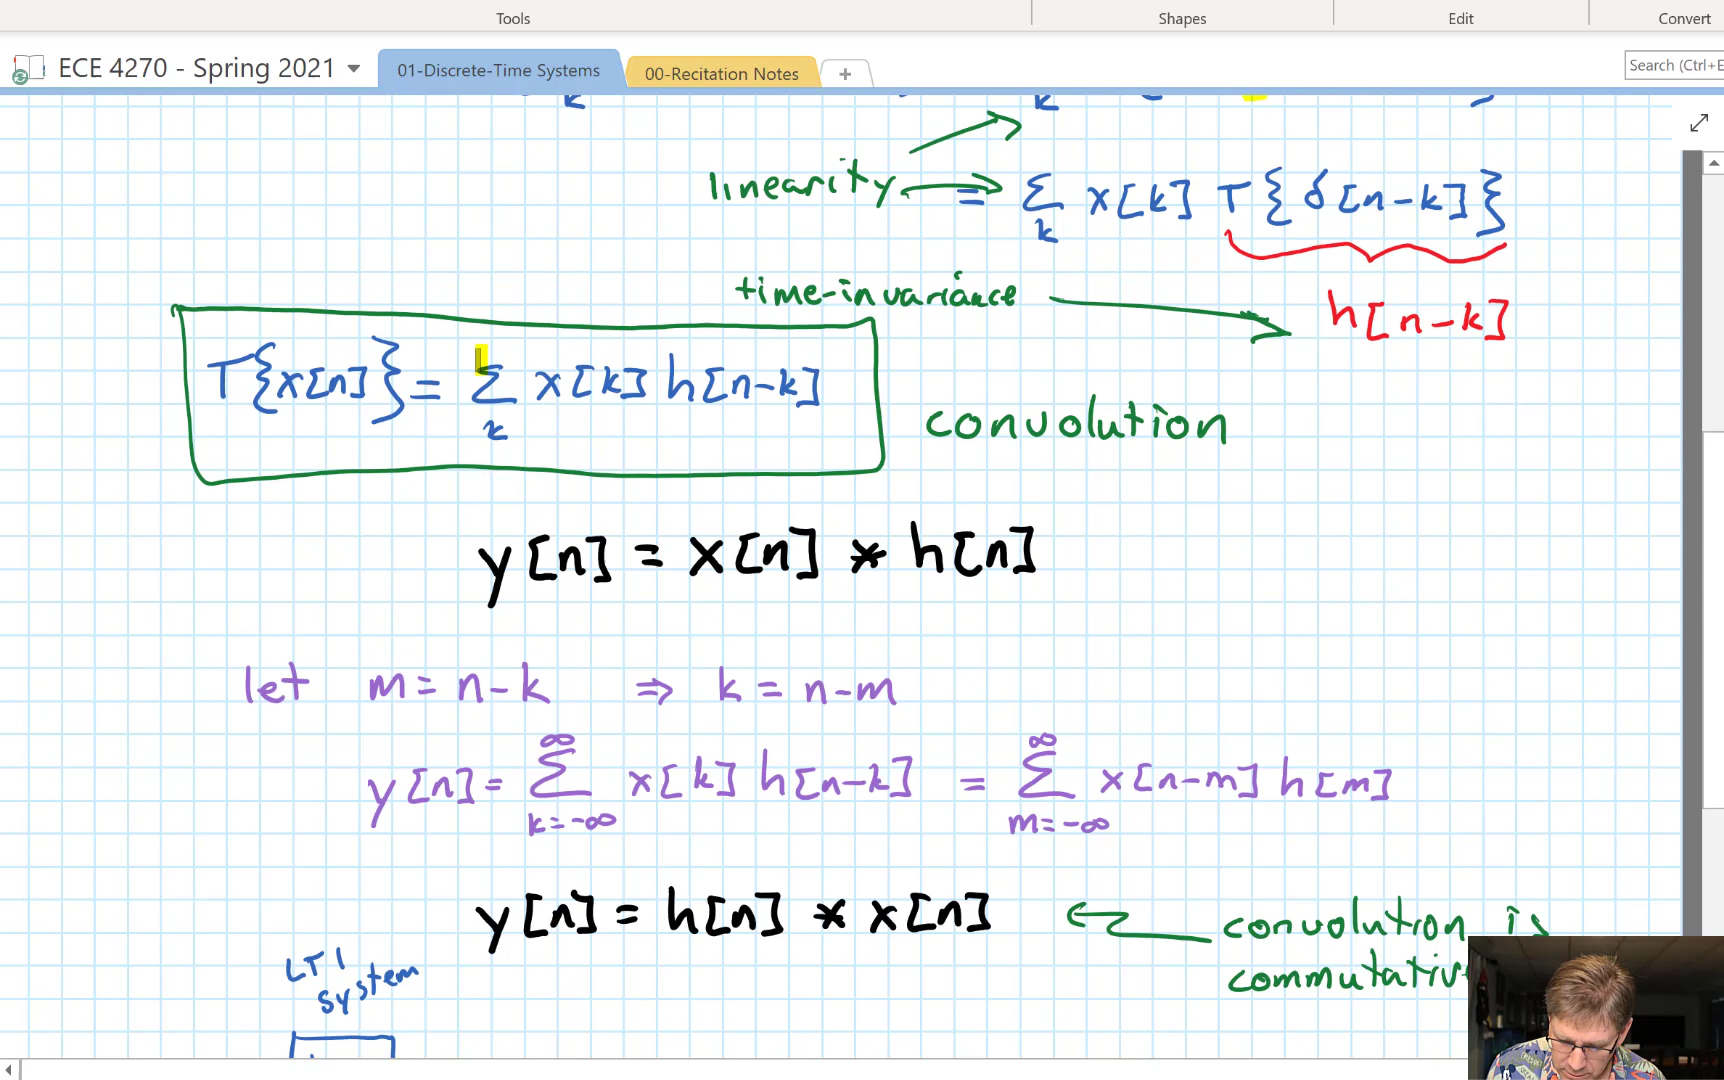 Tools Shapes Edit Convert
ECE 4270 - Spring 2021 01-Discrete-Time Systems 00-Recitation Notes + Search (Ctrl+E
k k
linearity = Σ x[k] T{δ[n-k]}
k
time-invariance h[n-k]
T{x[n]} = Σ x[k] h[n-k]
k
convolution
y[n] = x[n] * h[n]
let m = n-k ⇒ k = n-m
y[n] = Σ x[k] h[n-k] = Σ x[n-m] h[m]
∞ ∞
k=-∞ m=-∞
y[n] = h[n] * x[n] convolution is
commutativ
LTI
system